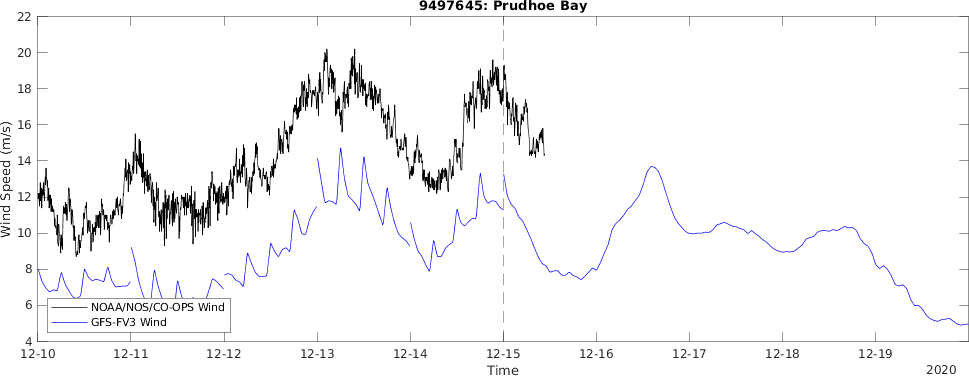 9497645: Prudhoe Bay
22
20
18
16
14
12
10
8
6
4
Wind Speed (m/s)
NOAA/NOS/CO-OPS Wind
GFS-FV3 Wind
12-10 12-11 12-12 12-13 12-14 12-15 12-16 12-17 12-18 12-19
Time
2020